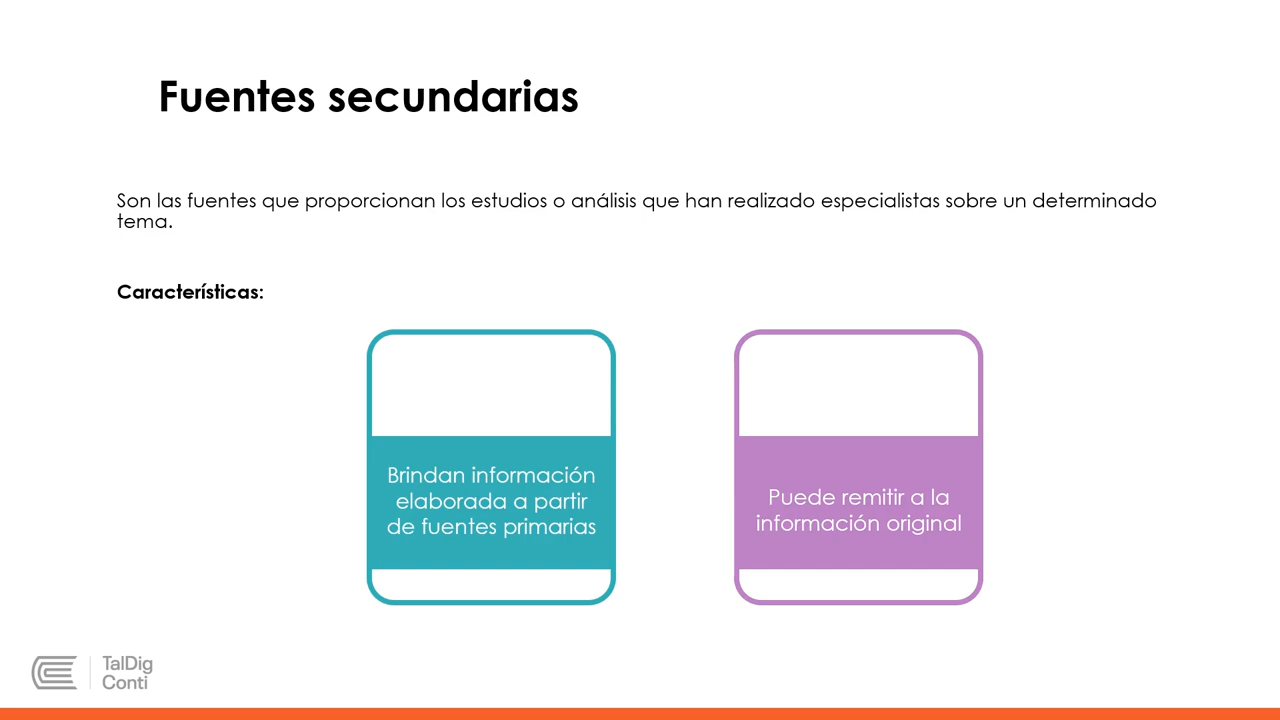 Fuentes secundarias
Son las fuentes que proporcionan los estudios o análisis que han realizado especialistas sobre un determinado
tema.
Características:
Brindan información
elaborada a partir
de fuentes primarias
Puede remitir a la
información original
TalDig
Conti